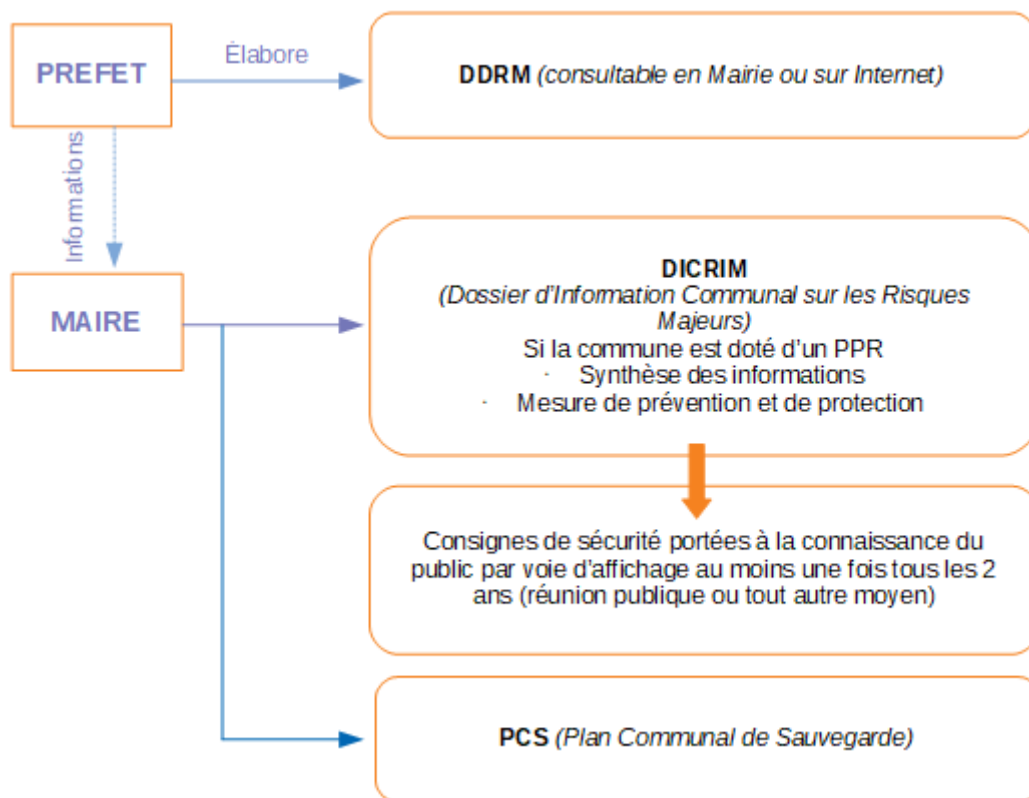 PREFET
Élabore
DDRM (consultable en Mairie ou sur Internet)
Informations
MAIRE
DICRIM
(Dossier d'Information Communal sur les Risques
Majeurs)
Si la commune est doté d'un PPR
- Synthèse des informations
- Mesure de prévention et de protection
Consignes de sécurité portées à la connaissance du
public par voie d'affichage au moins une fois tous les 2
ans (réunion publique ou tout autre moyen)
PCS (Plan Communal de Sauvegarde)